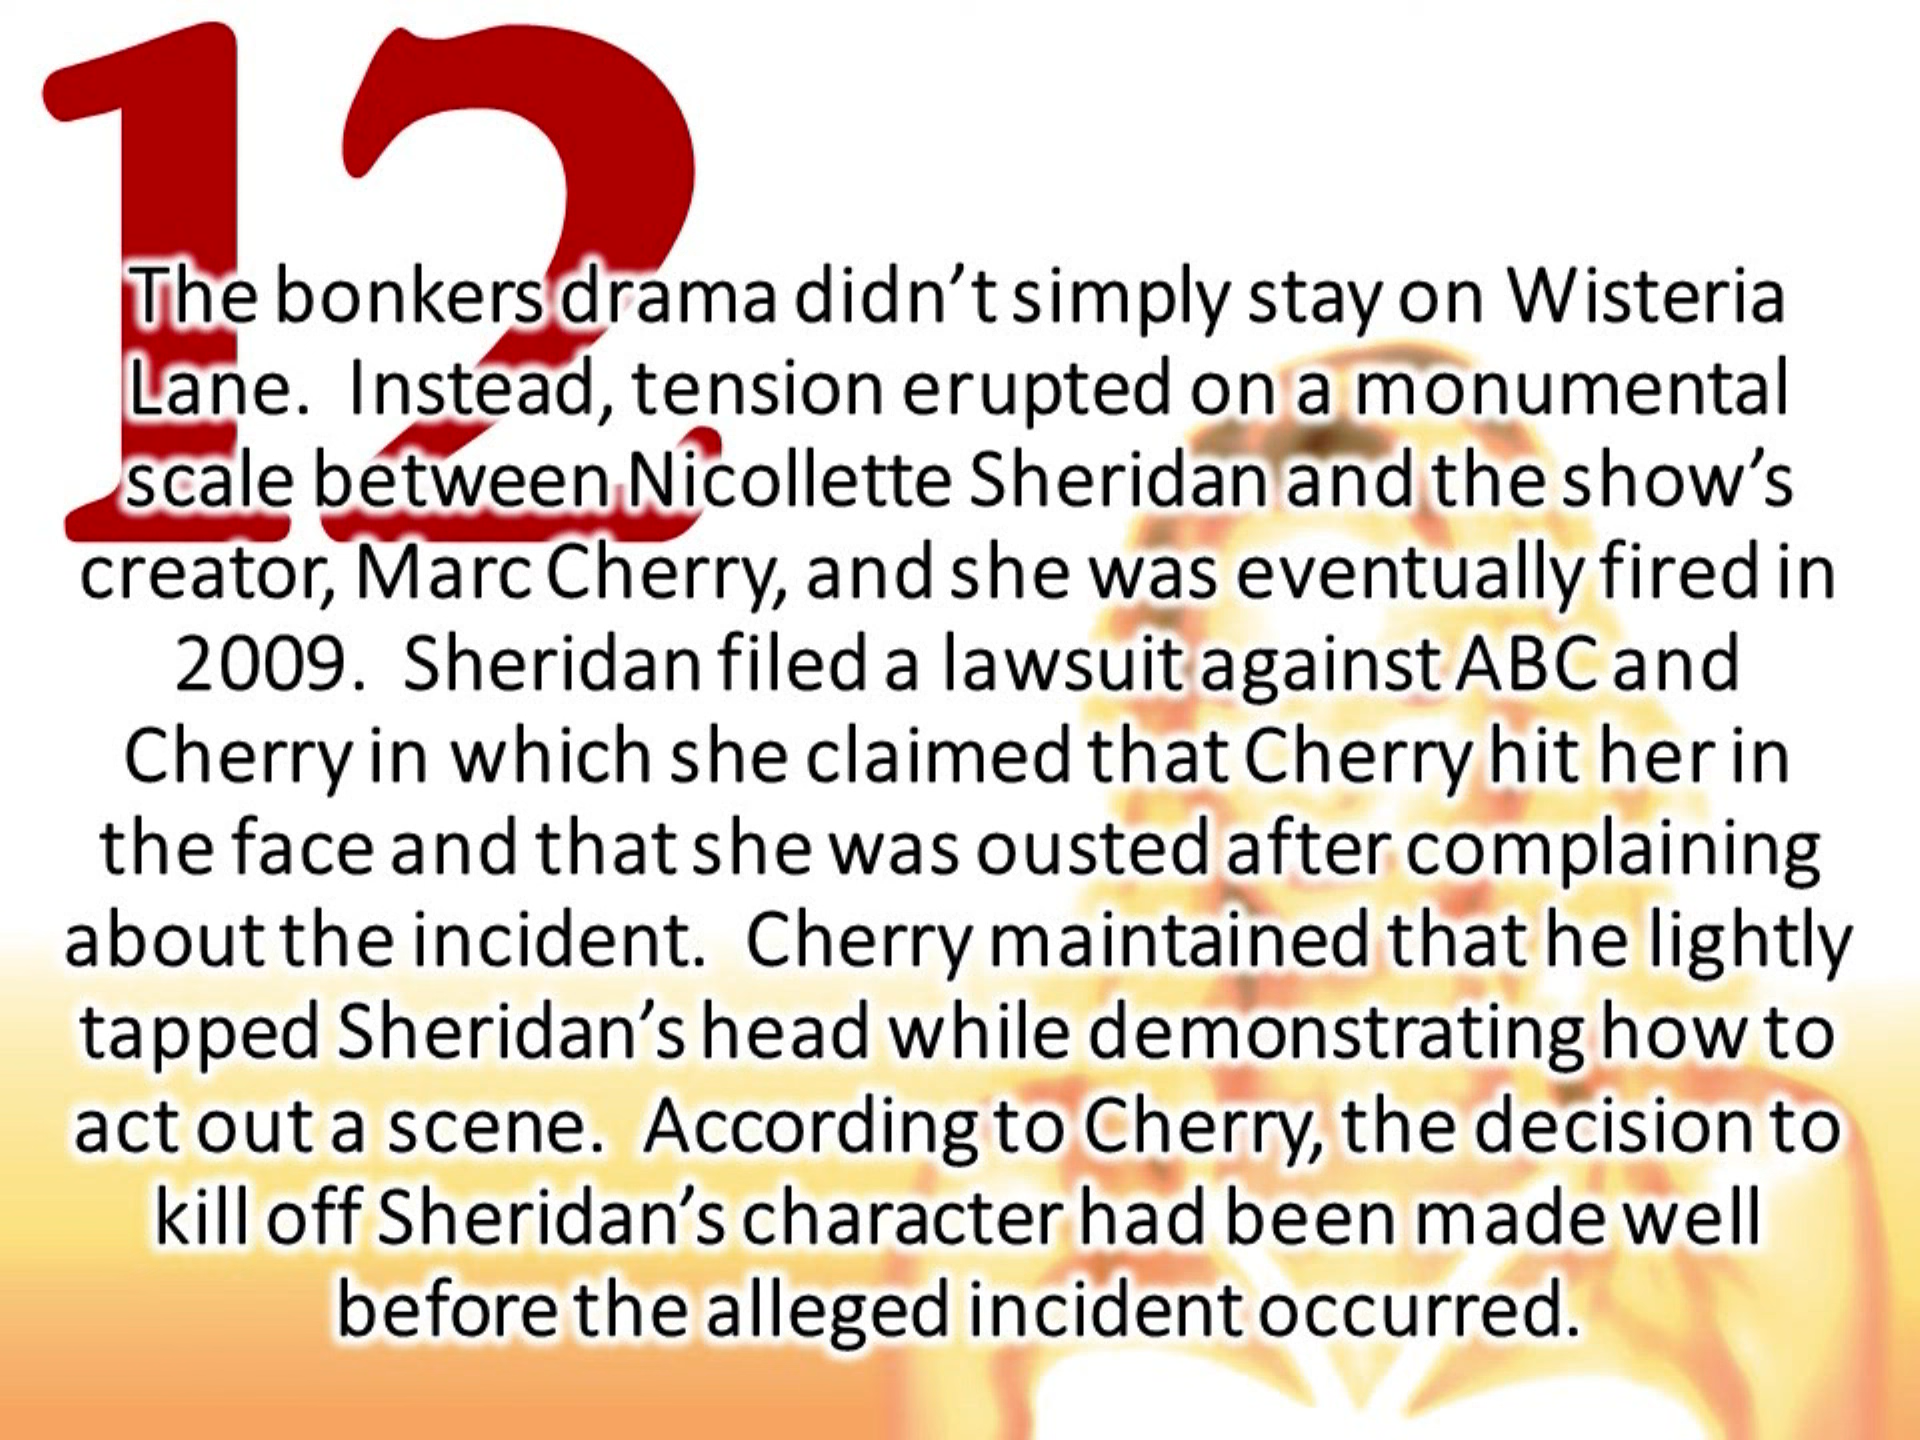 12
The bonkers drama didn’t simply stay on Wisteria
Lane.  Instead, tension erupted on a monumental
scale between Nicollette Sheridan and the show’s
creator, Marc Cherry, and she was eventually fired in
2009.  Sheridan filed a lawsuit against ABC and
Cherry in which she claimed that Cherry hit her in
the face and that she was ousted after complaining
about the incident.  Cherry maintained that he lightly
tapped Sheridan’s head while demonstrating how to
act out a scene.  According to Cherry, the decision to
kill off Sheridan’s character had been made well
before the alleged incident occurred.